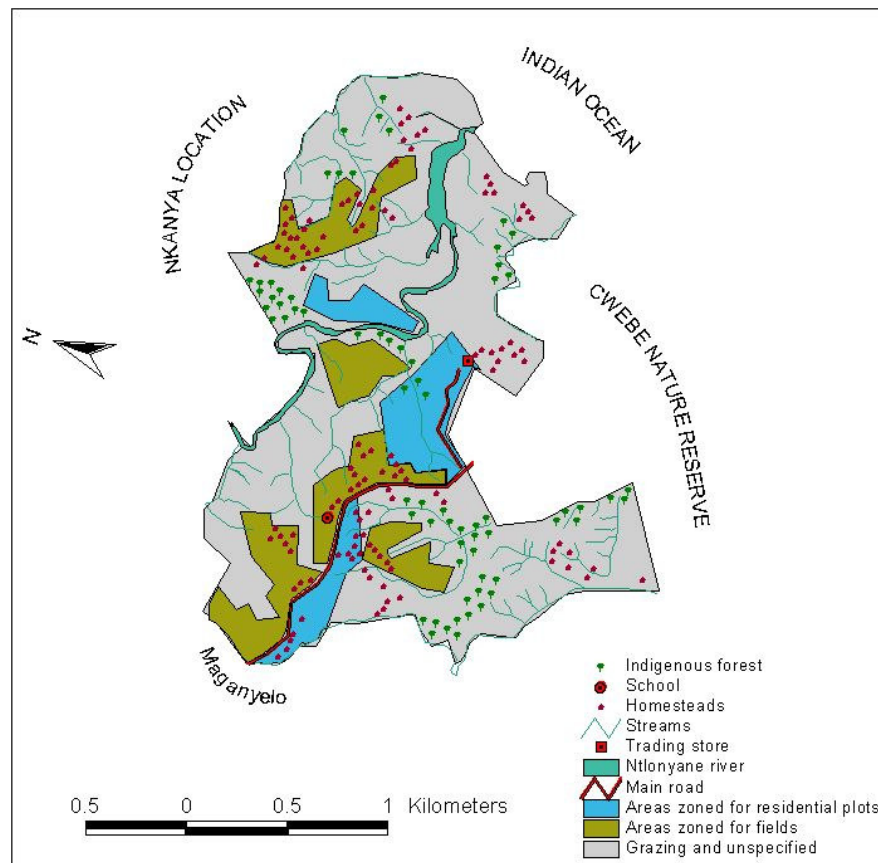 INDIAN OCEAN
NKANYA LOCATION
CWEBE NATURE RESERVE
N
Maganyelo
Indigenous forest
School
Homesteads
Streams
Trading store
Ntlonyane river
Main road
Areas zoned for residential plots
Areas zoned for fields
Grazing and unspecified
0.5 0 0.5 1 Kilometers